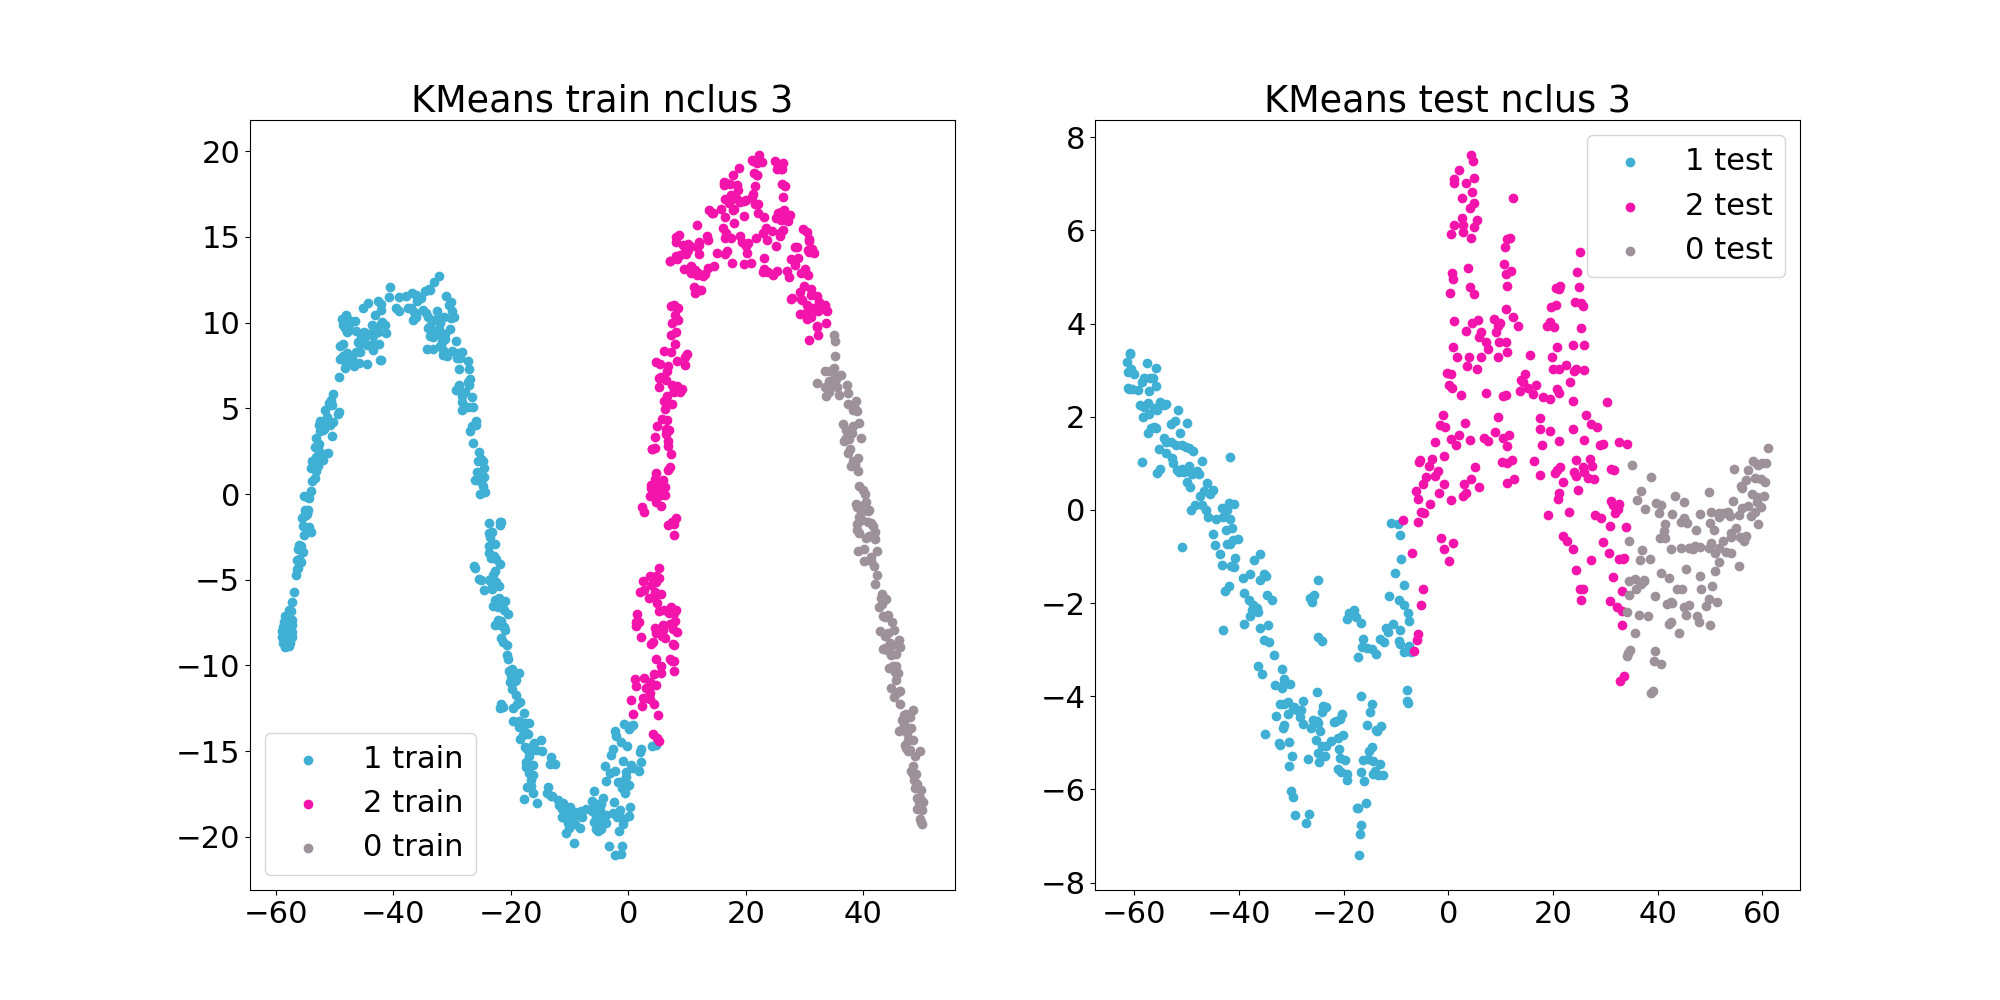 KMeans train nclus 3
20
15
10
5
0
−5
−10
−15
−20
−60 −40 −20 0 20 40
1 train
2 train
0 train
KMeans test nclus 3
8
6
4
2
0
−2
−4
−6
−8
−60 −40 −20 0 20 40 60
1 test
2 test
0 test